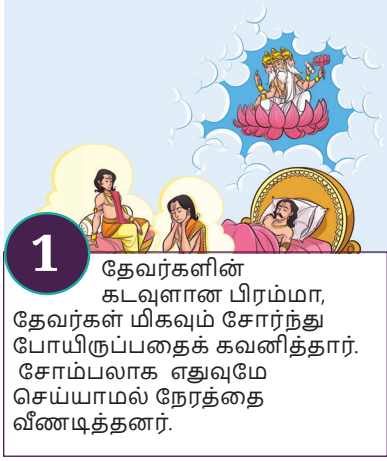 1
தேவர்களின்
கடவுளான பிரம்மா,
தேவர்கள் மிகவும் சோர்ந்து
போயிருப்பதைக் கவனித்தார்.
சோம்பலாக எதுவுமே
செய்யாமல் நேரத்தை
வீணடித்தனர்.